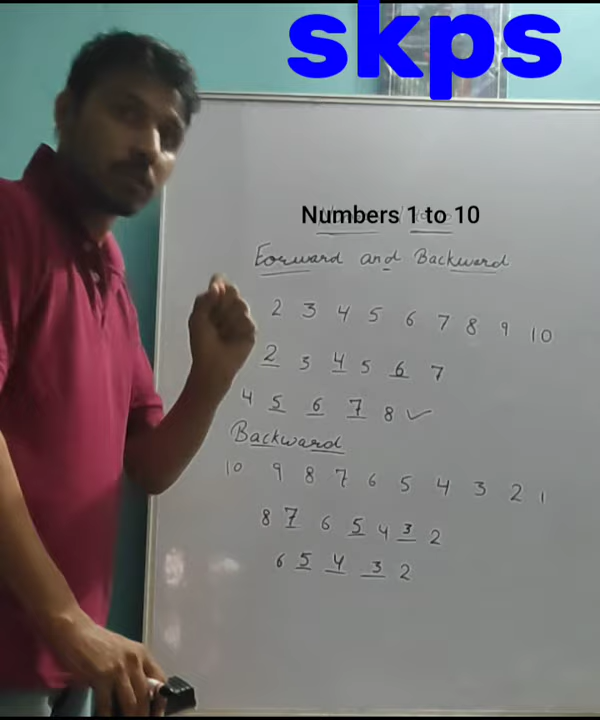 skps
Numbers 1 to 10
Forward and Backward
2 3 4 5 6 7 8 9 10
2 3 4 5 6 7
4 5 6 7 8 ✓
Backward
10 9 8 7 6 5 4 3 2 1
8 7 6 5 4 3 2
6 5 4 3 2